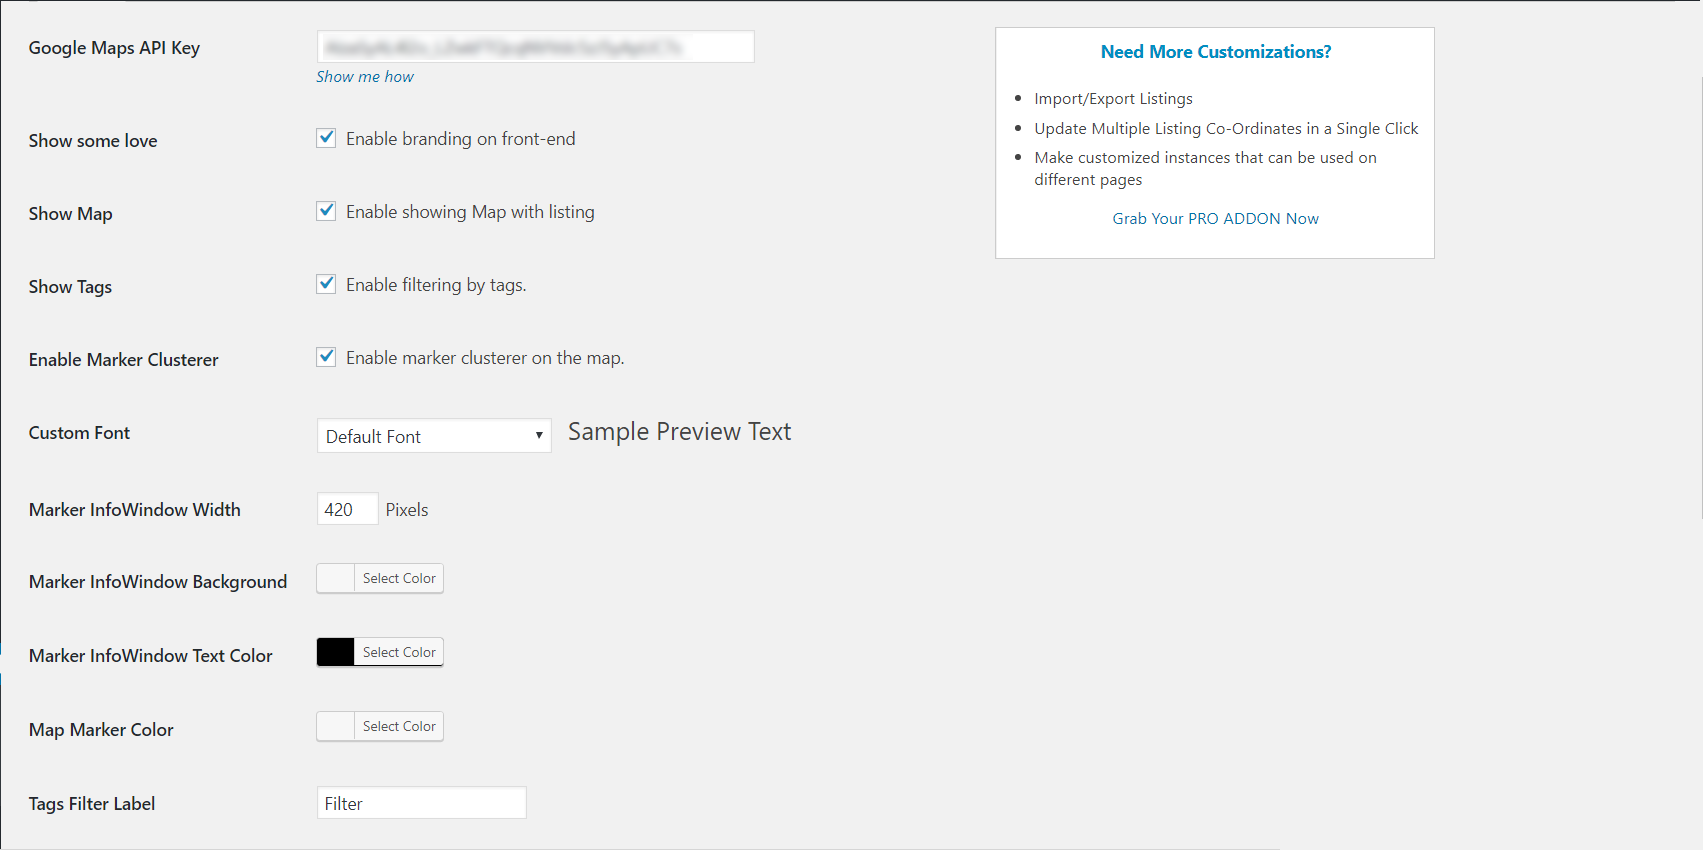 Google Maps API Key
Show me how
Show some love
Enable branding on front-end
Show Map
Enable showing Map with listing
Show Tags
Enable filtering by tags.
Enable Marker Clusterer
Enable marker clusterer on the map.
Custom Font
Default Font
Sample Preview Text
Marker InfoWindow Width
420
Pixels
Marker InfoWindow Background
Select Color
Marker InfoWindow Text Color
Select Color
Map Marker Color
Select Color
Tags Filter Label
Filter
Need More Customizations?
Import/Export Listings
Update Multiple Listing Co-Ordinates in a Single Click
Make customized instances that can be used on
different pages
Grab Your PRO ADDON Now